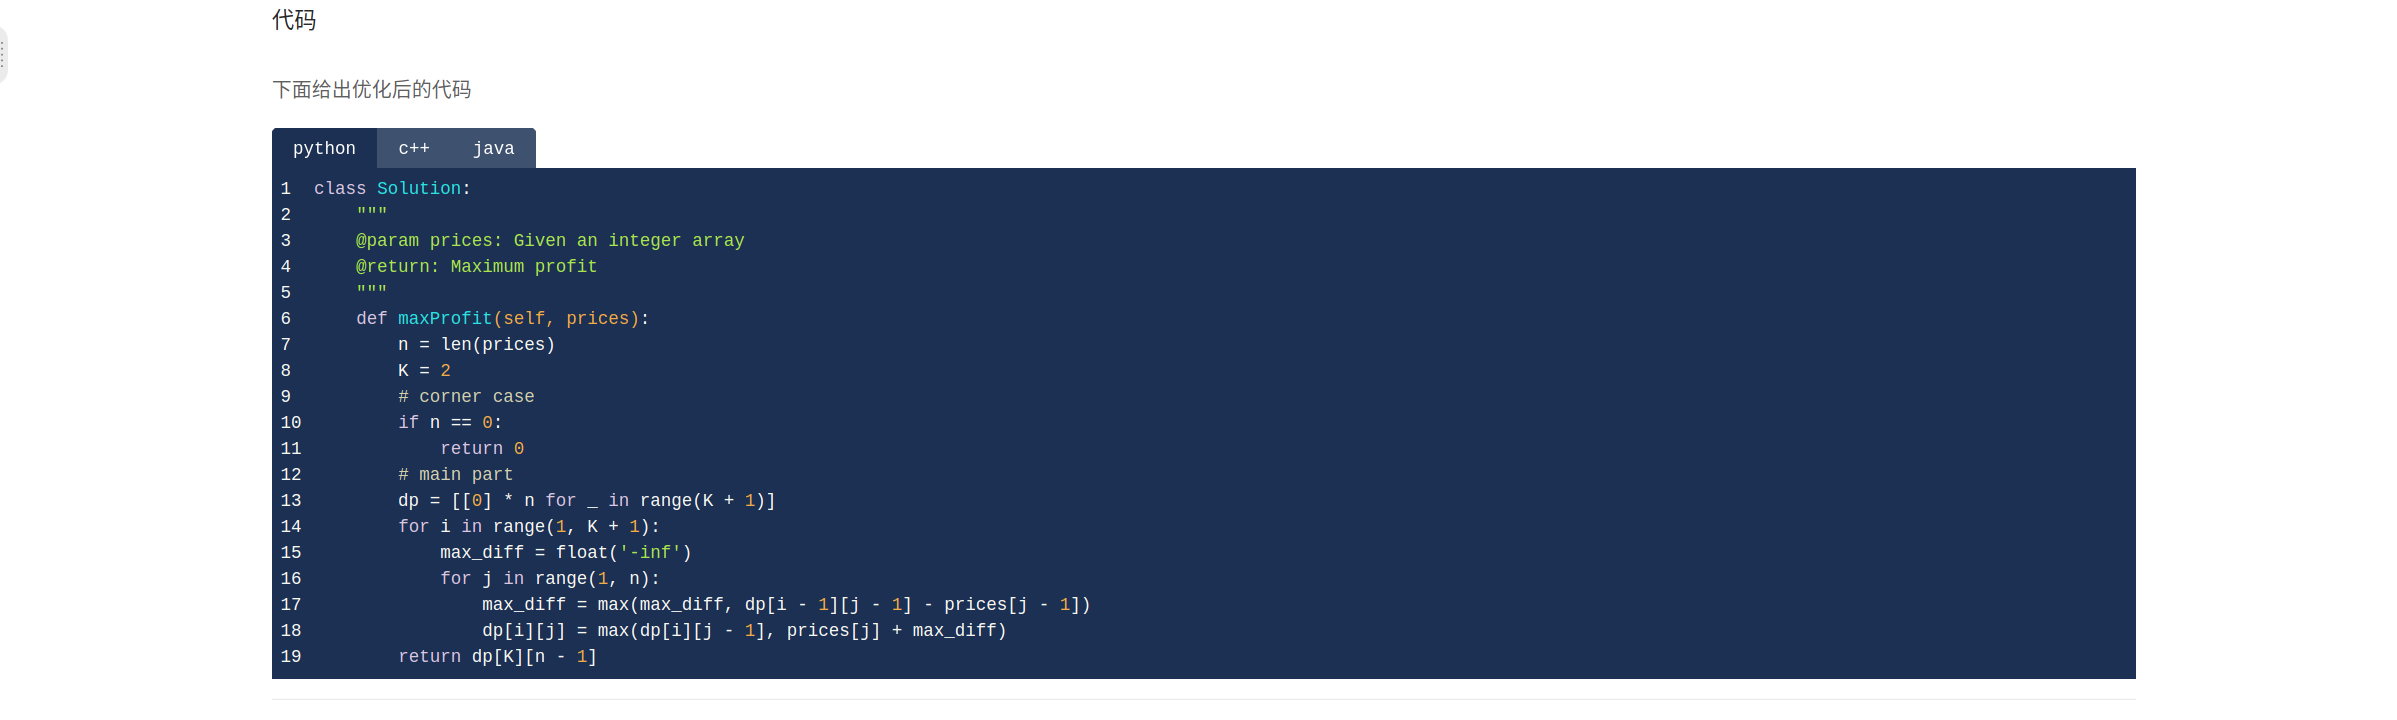 代码
下面给出优化后的代码
python c++ java
1 class Solution:
2     """
3     @param prices: Given an integer array
4     @return: Maximum profit
5     """
6     def maxProfit(self, prices):
7         n = len(prices)
8         K = 2
9         # corner case
10         if n == 0:
11             return 0
12         # main part
13         dp = [[0] * n for _ in range(K + 1)]
14         for i in range(1, K + 1):
15             max_diff = float('-inf')
16             for j in range(1, n):
17                 max_diff = max(max_diff, dp[i - 1][j - 1] - prices[j - 1])
18                 dp[i][j] = max(dp[i][j - 1], prices[j] + max_diff)
19         return dp[K][n - 1]